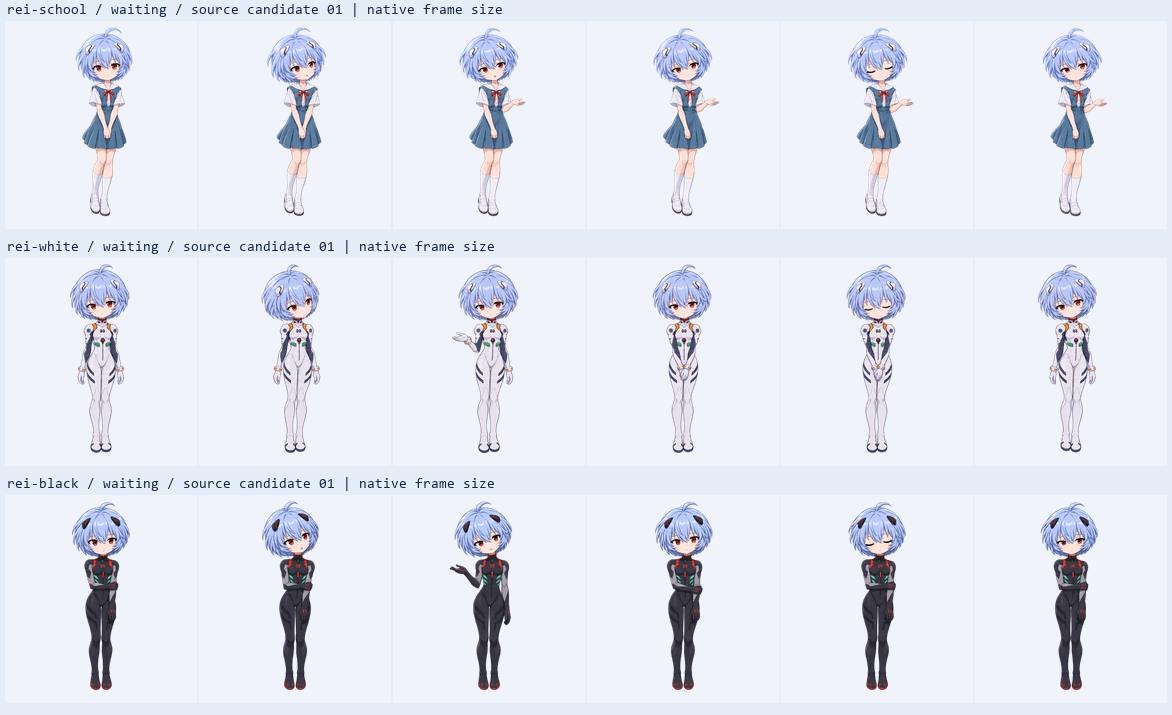 rei-school / waiting / source candidate 01 | native frame size
rei-white / waiting / source candidate 01 | native frame size
rei-black / waiting / source candidate 01 | native frame size